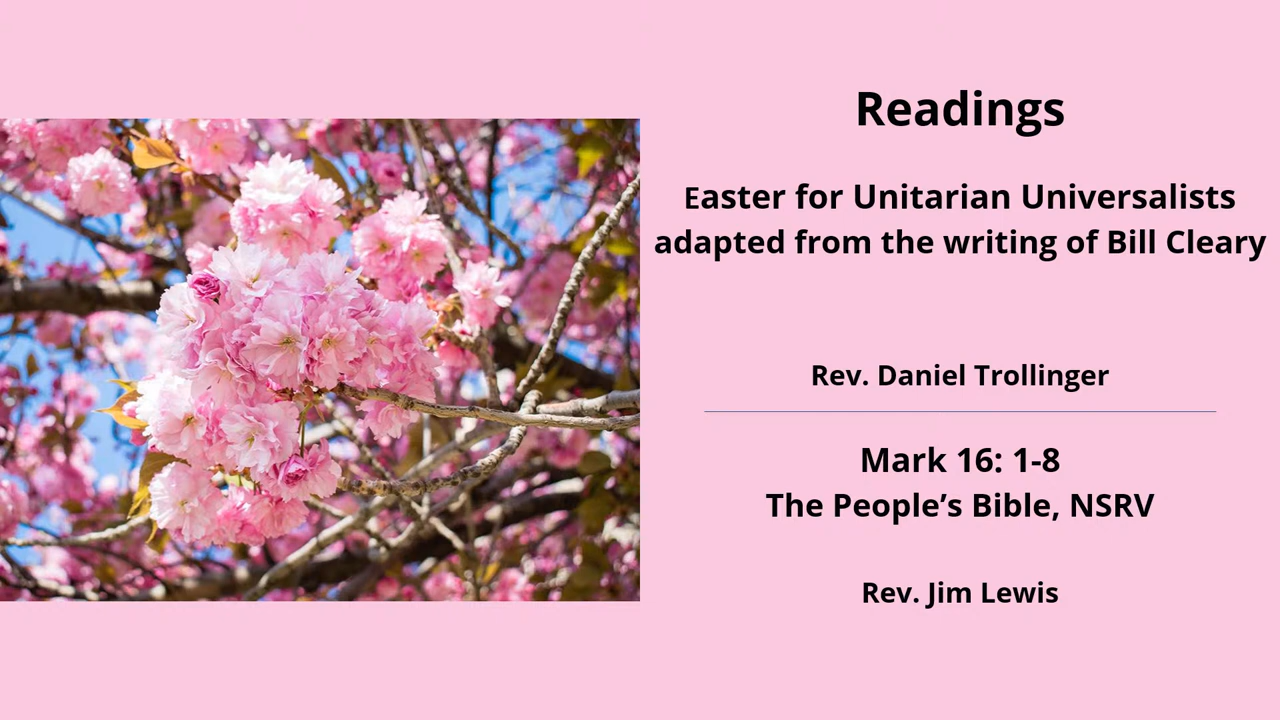 Readings
Easter for Unitarian Universalists
adapted from the writing of Bill Cleary
Rev. Daniel Trollinger
Mark 16: 1-8
The People’s Bible, NSRV
Rev. Jim Lewis